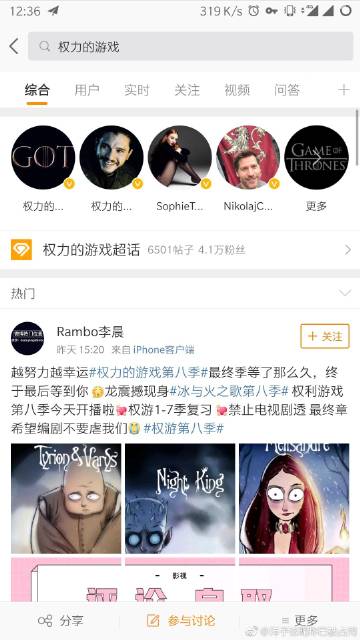 12:36
319 K/s
权力的游戏
综合 用户 实时 关注 视频 问答
GOT
GAME OF
THRONES
权力的... 权力的... SophieT... NikolajC... 更多
权力的游戏超话 6501帖子 4.1万粉丝
热门
Rambo李晨
昨天 15:20 来自 iPhone客户端
+ 关注
越努力越幸运#权力的游戏第八季#最终季等了那么久，终
于最后等到你 龙震撼现身#冰与火之歌第八季# 权利游戏
第八季今天开播啦 权游1-7季复习 禁止电视剧透 最终章
希望编剧不要虐我们 #权游第八季#
Tyrion & Varys
Night King
Melisandre
- 影视 -
分享 参与讨论 更多